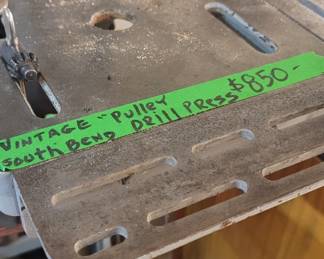 VINTAGE "Pulley
South Bend Drill Press $850-